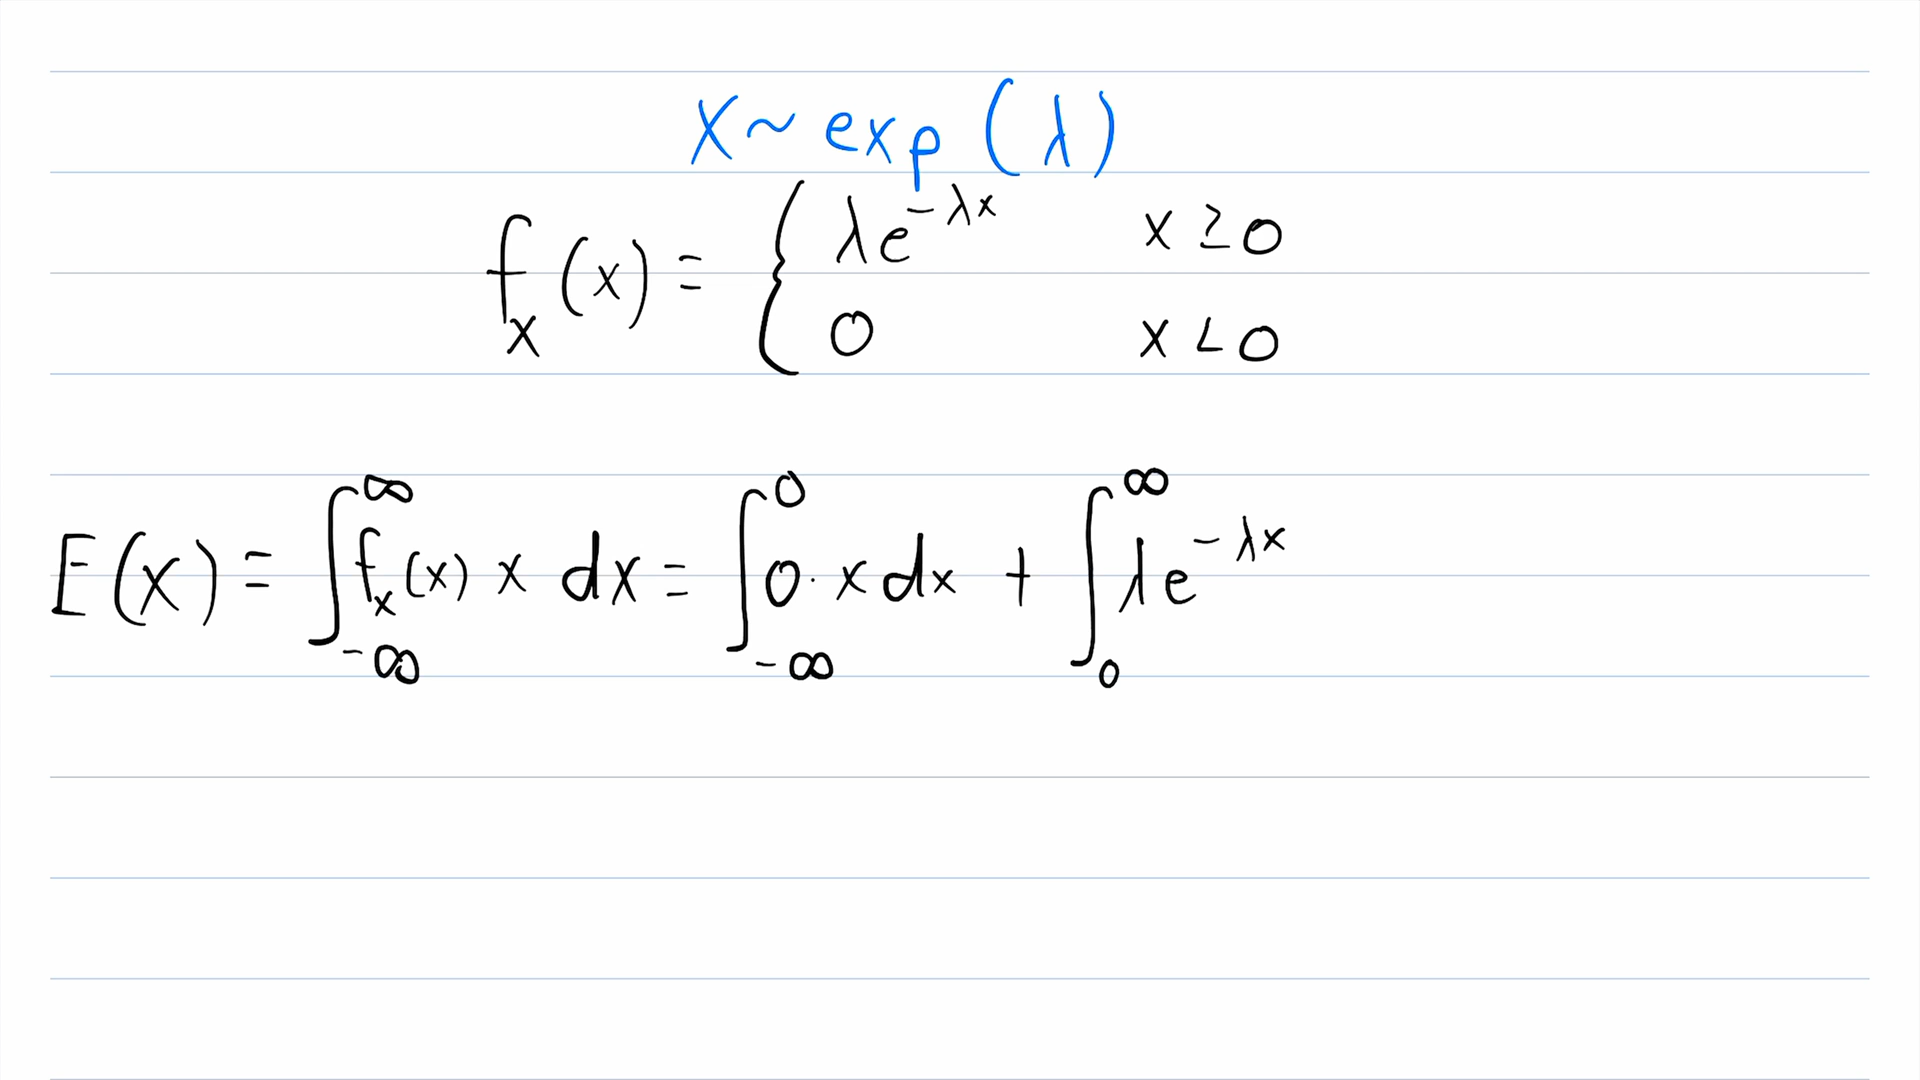 X ~ exp (λ)
f_X (x) = { λe^{-λx} x ≥ 0
0 x < 0
E(X) = ∫_{-∞}^{∞} f_X (x) x dx = ∫_{-∞}^{0} 0 · x dx + ∫_{0}^{∞} λe^{-λx}